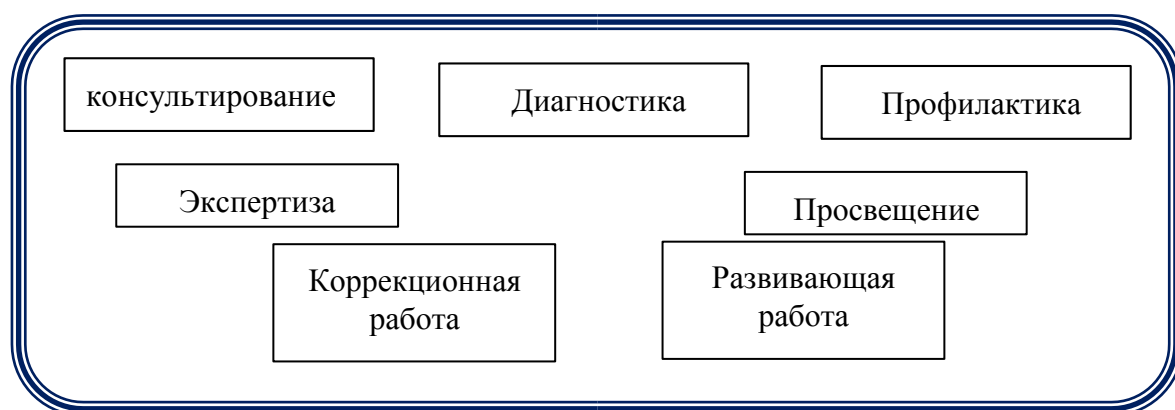 консультирование
Диагностика
Профилактика
Экспертиза
Просвещение
Коррекционная
работа
Развивающая
работа